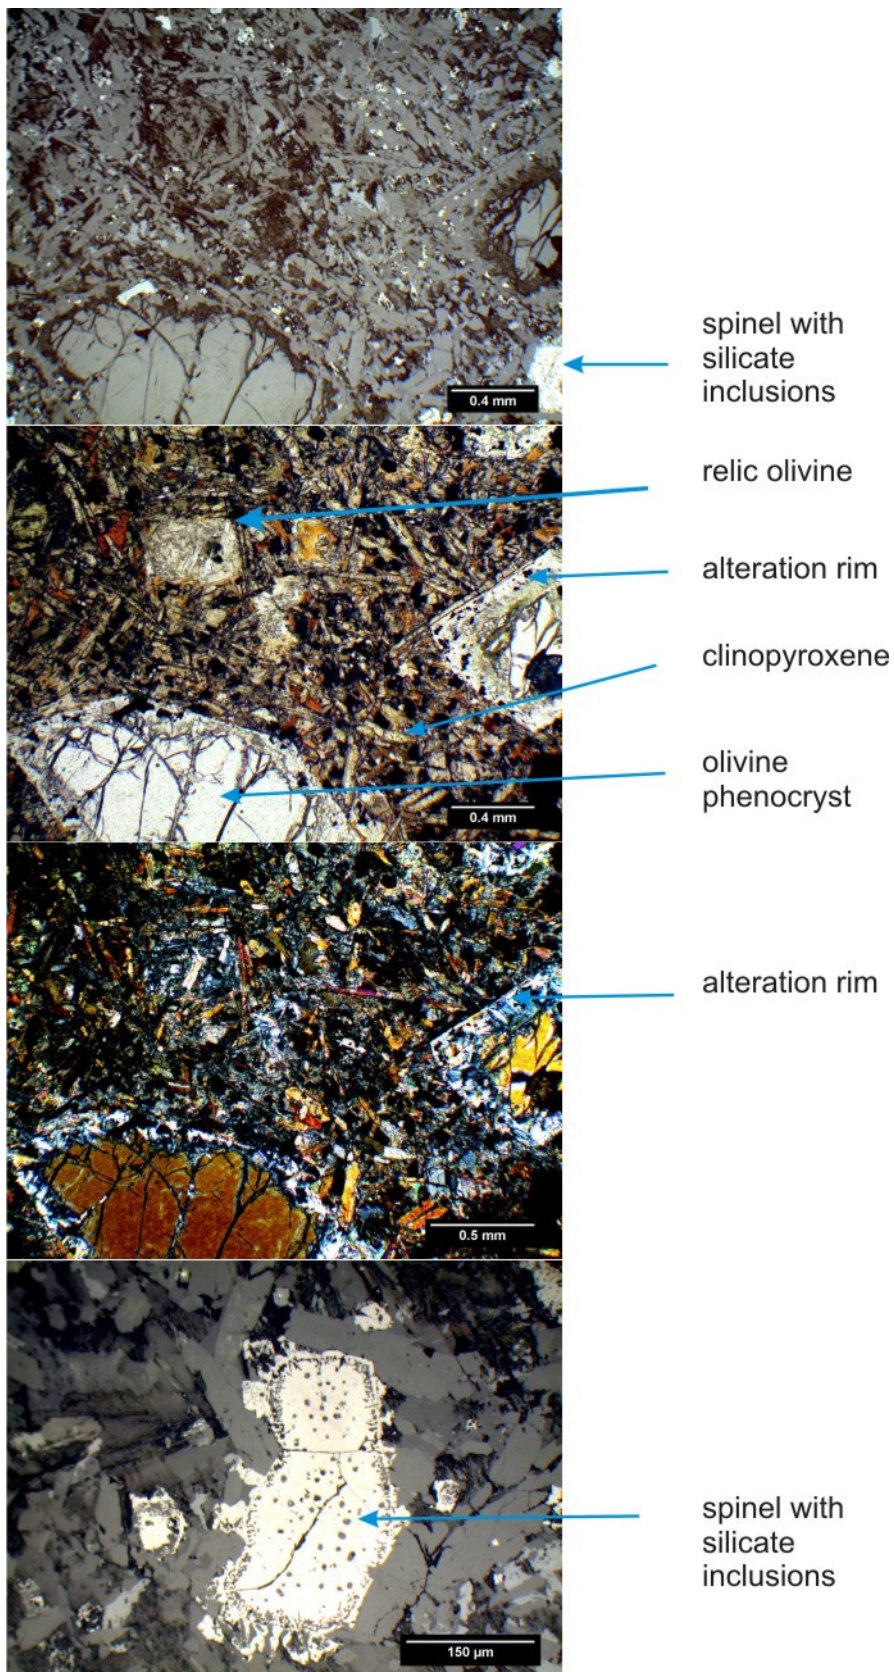 spinel with
silicate
inclusions
0.4 mm
relic olivine
alteration rim
clinopyroxene
olivine
phenocryst
0.4 mm
alteration rim
0.5 mm
spinel with
silicate
inclusions
150 µm